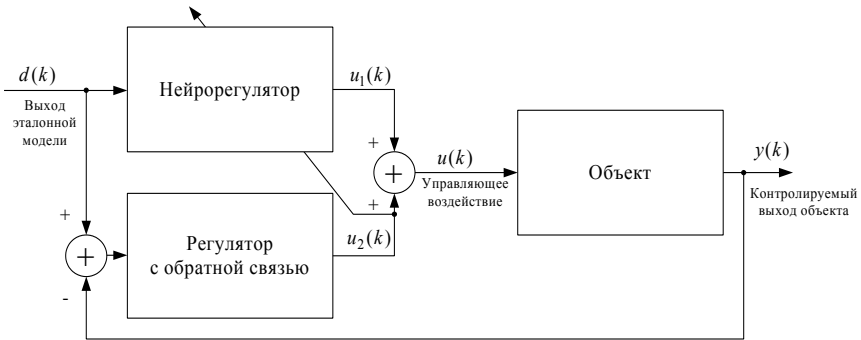 d(k)
Выход
эталонной
модели
Нейрорегулятор
u₁(k)
+
+
+
u(k)
Управляющее
воздействие
Объект
y(k)
Контролируемый
выход объекта
+
+
-
Регулятор
с обратной связью
u₂(k)